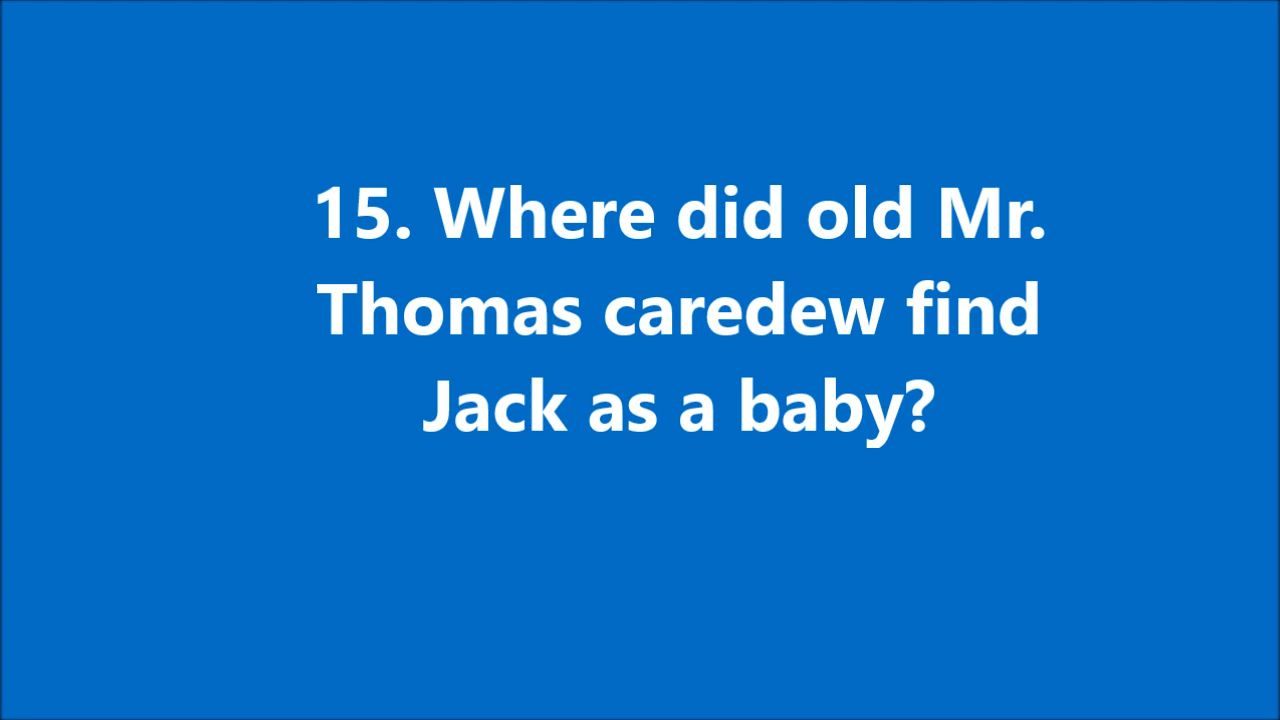 15. Where did old Mr.
Thomas caredew find
Jack as a baby?